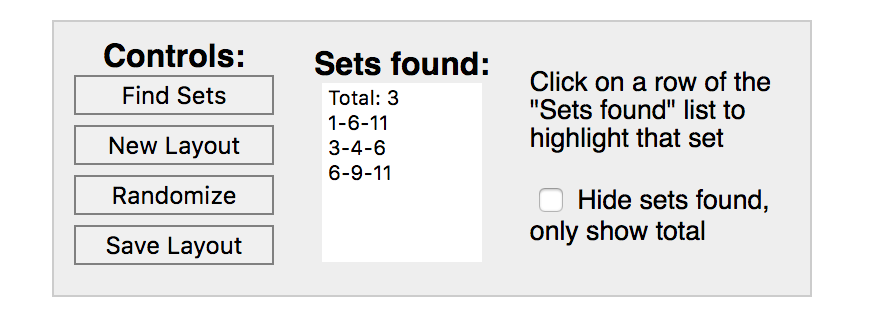 Controls:
Find Sets
New Layout
Randomize
Save Layout
Sets found:
Total: 3
1-6-11
3-4-6
6-9-11
Click on a row of the
"Sets found" list to
highlight that set
Hide sets found,
only show total